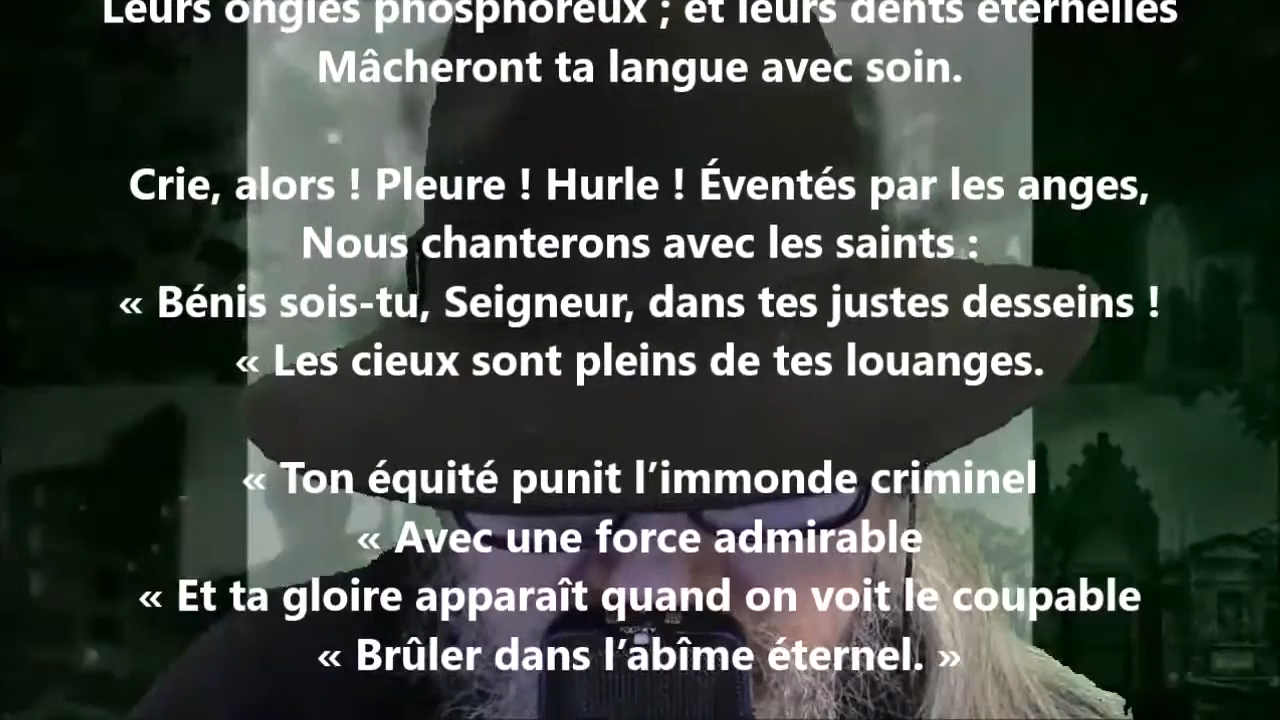 Leurs ongles phosphoreux ; et leurs dents éternelles
Mâcheront ta langue avec soin.
Crie, alors ! Pleure ! Hurle ! Éventés par les anges,
Nous chanterons avec les saints :
« Bénis sois-tu, Seigneur, dans tes justes desseins !
« Les cieux sont pleins de tes louanges.
« Ton équité punit l’immonde criminel
« Avec une force admirable
« Et ta gloire apparaît quand on voit le coupable
« Brûler dans l’abîme éternel. »